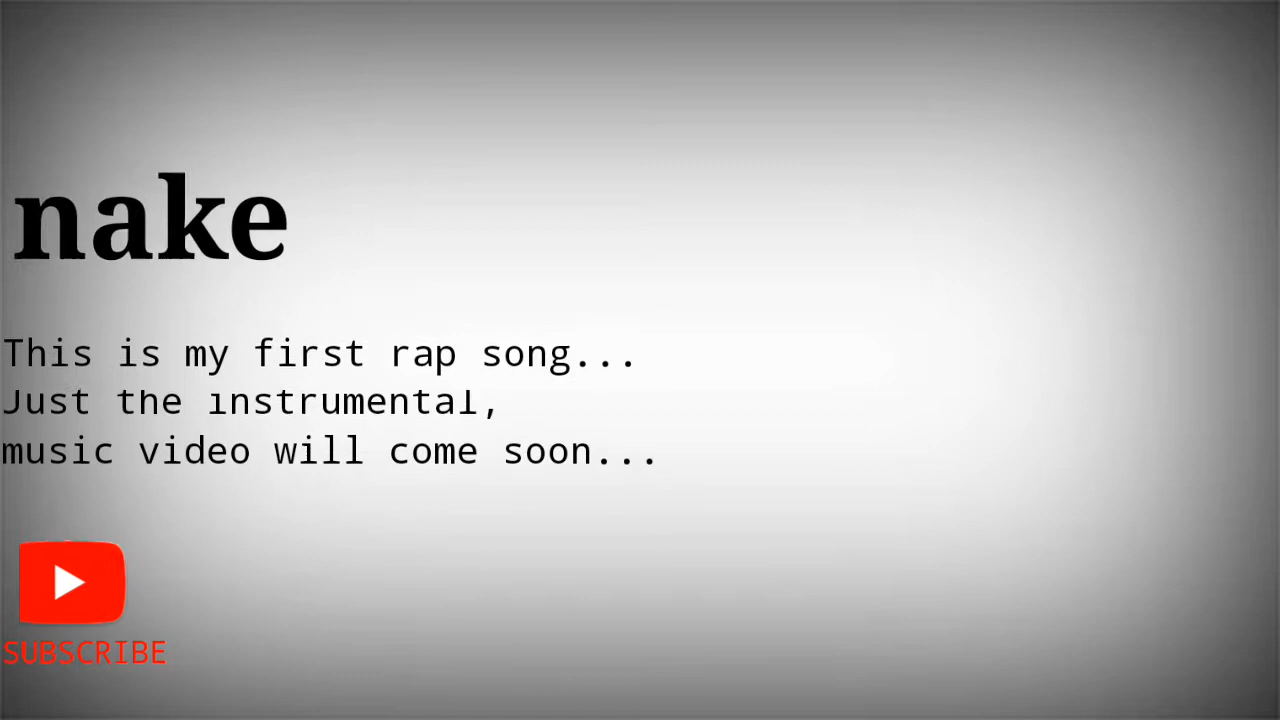 nake
This is my first rap song...
Just the instrumental,
music video will come soon...
SUBSCRIBE